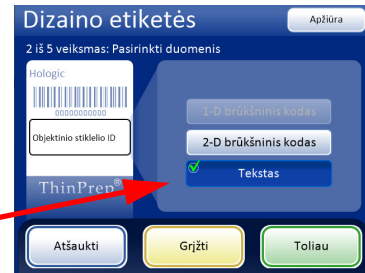 Dizaino etiketės
Apžiūra
2 iš 5 veiksmas: Pasirinkti duomenis
Hologic
00000000000
Objektinio stiklelio ID
ThinPrep®
1-D brūkšninis kodas
2-D brūkšninis kodas
Tekstas
Atšaukti
Grįžti
Toliau